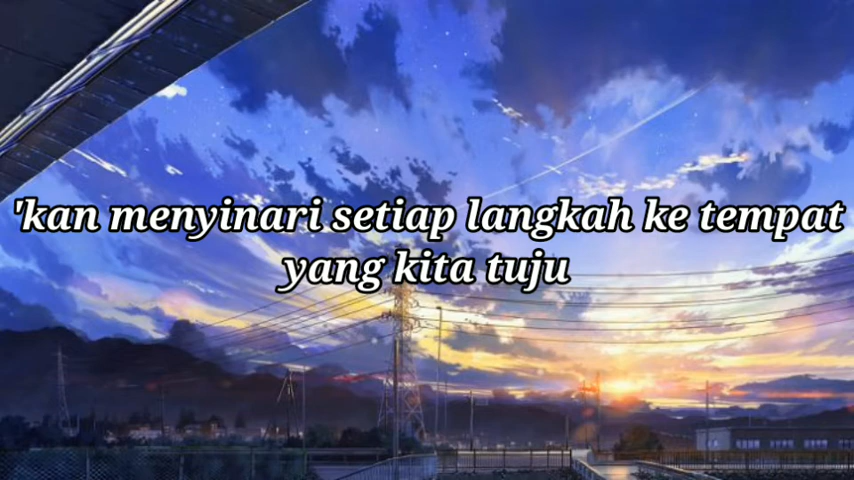 'kan menyinari setiap langkah ke tempat
yang kita tuju